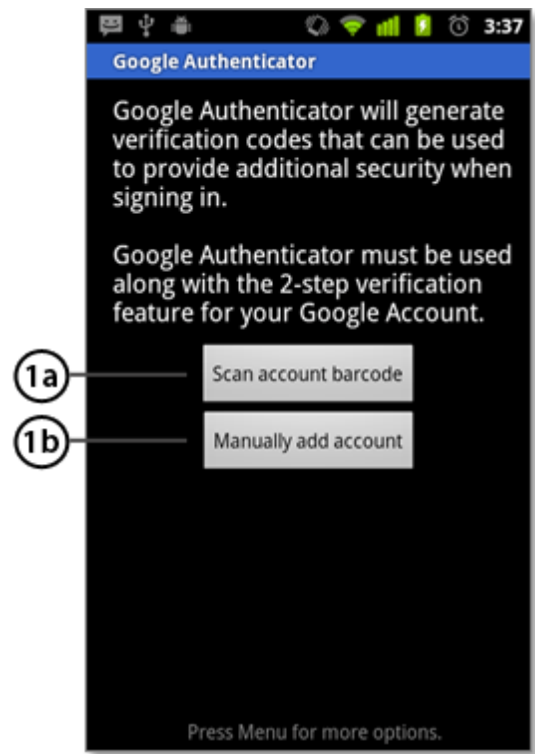 3:37
Google Authenticator
Google Authenticator will generate
verification codes that can be used
to provide additional security when
signing in.
Google Authenticator must be used
along with the 2-step verification
feature for your Google Account.
1a
Scan account barcode
1b
Manually add account
Press Menu for more options.